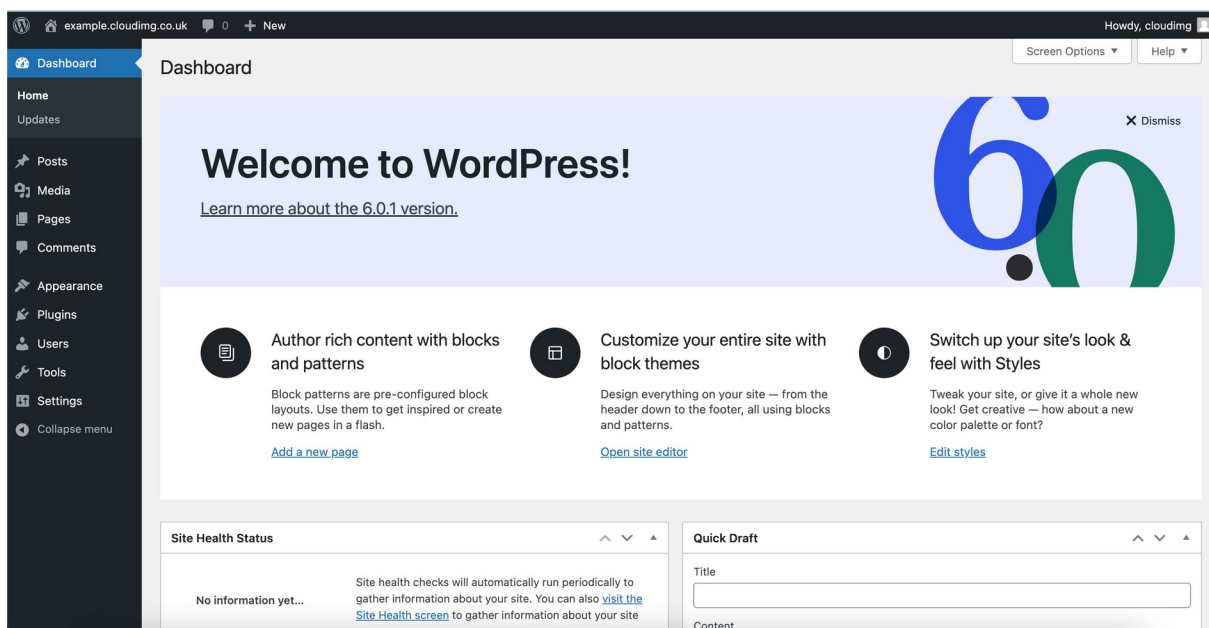 example.cloudimg.co.uk 0 + New Howdy, cloudimg
Dashboard
Home
Updates
Posts
Media
Pages
Comments
Appearance
Plugins
Users
Tools
Settings
Collapse menu
Screen Options Help
Dashboard
Dismiss
6.0
Welcome to WordPress!
Learn more about the 6.0.1 version.
Author rich content with blocks
and patterns
Block patterns are pre-configured block
layouts. Use them to get inspired or create
new pages in a flash.
Add a new page
Customize your entire site with
block themes
Design everything on your site — from the
header down to the footer, all using blocks
and patterns.
Open site editor
Switch up your site's look &
feel with Styles
Tweak your site, or give it a whole new
look! Get creative — how about a new
color palette or font?
Edit styles
Site Health Status
No information yet...
Site health checks will automatically run periodically to
gather information about your site. You can also visit the
Site Health screen to gather information about your site
Quick Draft
Title
Content